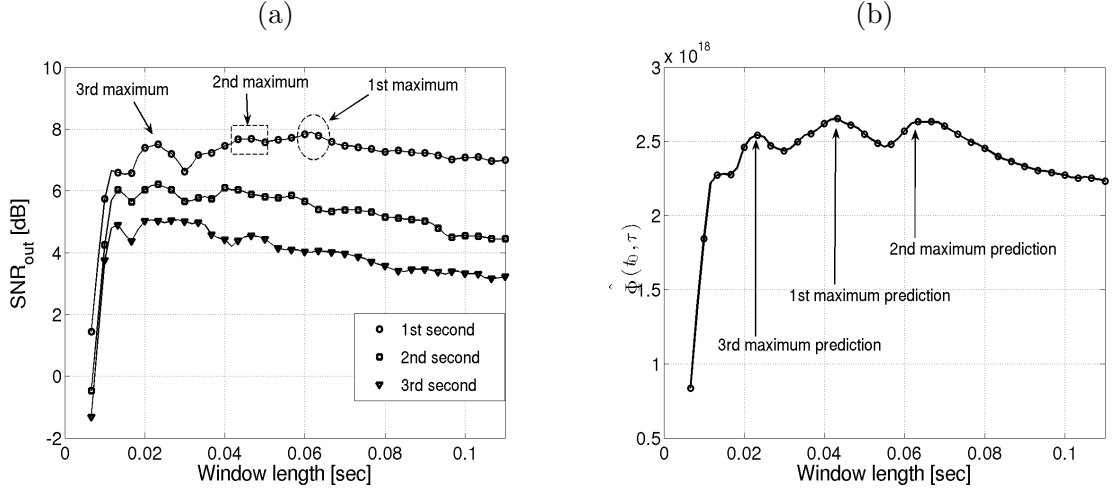 (a)
10
8
6
4
2
0
-2
0
0.02
0.04
0.06
0.08
0.1
SNRout [dB]
Window length [sec]
3rd maximum
2nd maximum
1st maximum
1st second
2nd second
3rd second
(b)
x 10^18
3
2.5
2
1.5
1
0.5
0
0.02
0.04
0.06
0.08
0.1
Φ̂(t0, τ)
Window length [sec]
2nd maximum prediction
1st maximum prediction
3rd maximum prediction